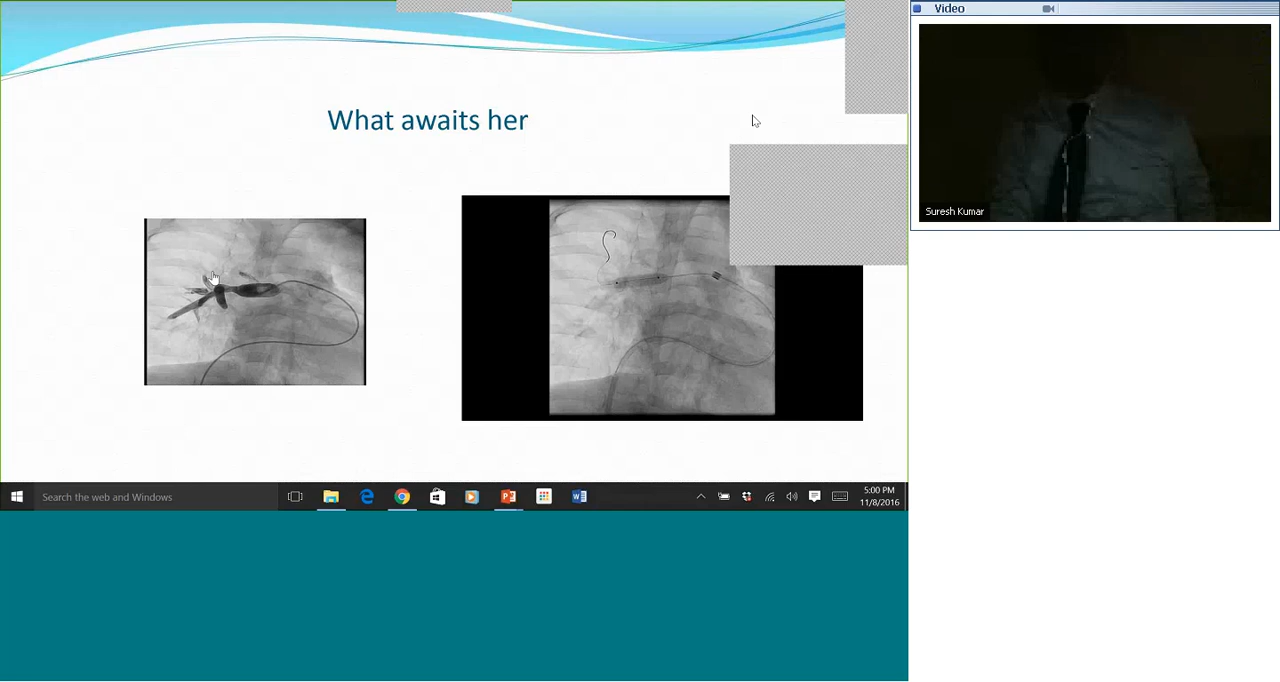 Video
What awaits her
Suresh Kumar
Search the web and Windows
5:00 PM
11/8/2016